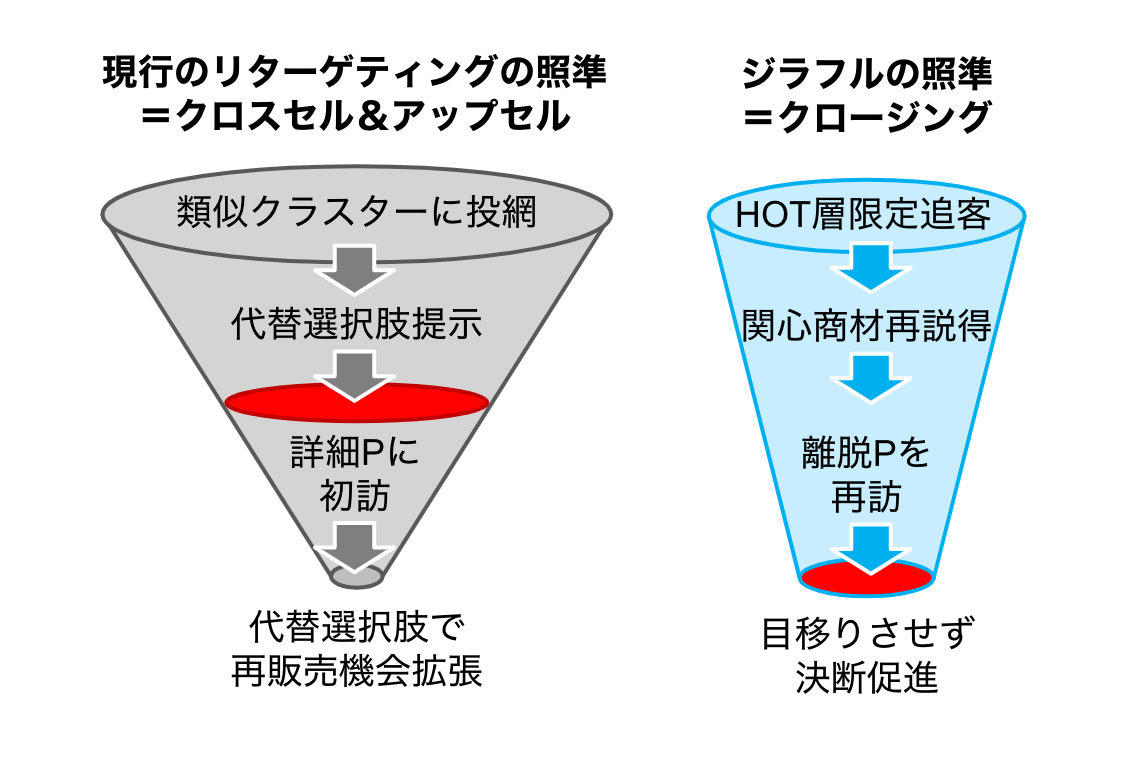 現行のリターゲティングの照準
＝クロスセル＆アップセル
類似クラスターに投網
代替選択肢提示
詳細Pに
初訪
代替選択肢で
再販売機会拡張
ジラフルの照準
＝クロージング
HOT層限定追客
関心商材再説得
離脱Pを
再訪
目移りさせず
決断促進